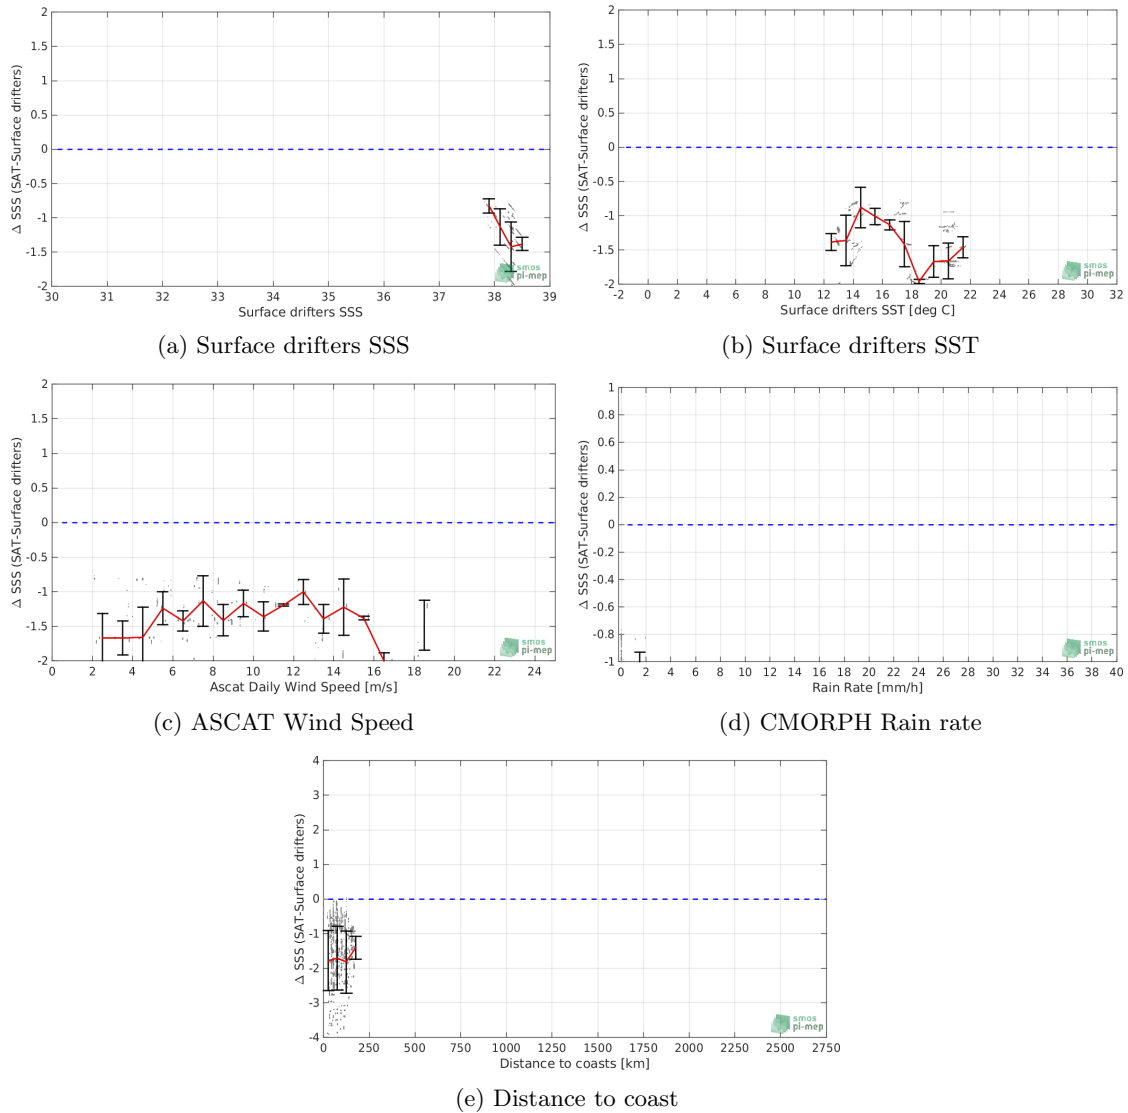 2
1.5
1
0.5
0
-0.5
-1
-1.5
-2
Δ SSS (SAT-Surface drifters)
smos
pi-mep
30 31 32 33 34 35 36 37 38 39
Surface drifters SSS
(a) Surface drifters SSS
2
1.5
1
0.5
0
-0.5
-1
-1.5
-2
Δ SSS (SAT-Surface drifters)
smos
pi-mep
-2 0 2 4 6 8 10 12 14 16 18 20 22 24 26 28 30 32
Surface drifters SST [deg C]
(b) Surface drifters SST
2
1.5
1
0.5
0
-0.5
-1
-1.5
-2
Δ SSS (SAT-Surface drifters)
smos
pi-mep
0 2 4 6 8 10 12 14 16 18 20 22 24
Ascat Daily Wind Speed [m/s]
(c) ASCAT Wind Speed
1
0.8
0.6
0.4
0.2
0
-0.2
-0.4
-0.6
-0.8
-1
Δ SSS (SAT-Surface drifters)
smos
pi-mep
0 2 4 6 8 10 12 14 16 18 20 22 24 26 28 30 32 34 36 38 40
Rain Rate [mm/h]
(d) CMORPH Rain rate
4
3
2
1
0
-1
-2
-3
-4
Δ SSS (SAT-Surface drifters)
smos
pi-mep
0 250 500 750 1000 1250 1500 1750 2000 2250 2500 2750
Distance to coasts [km]
(e) Distance to coast